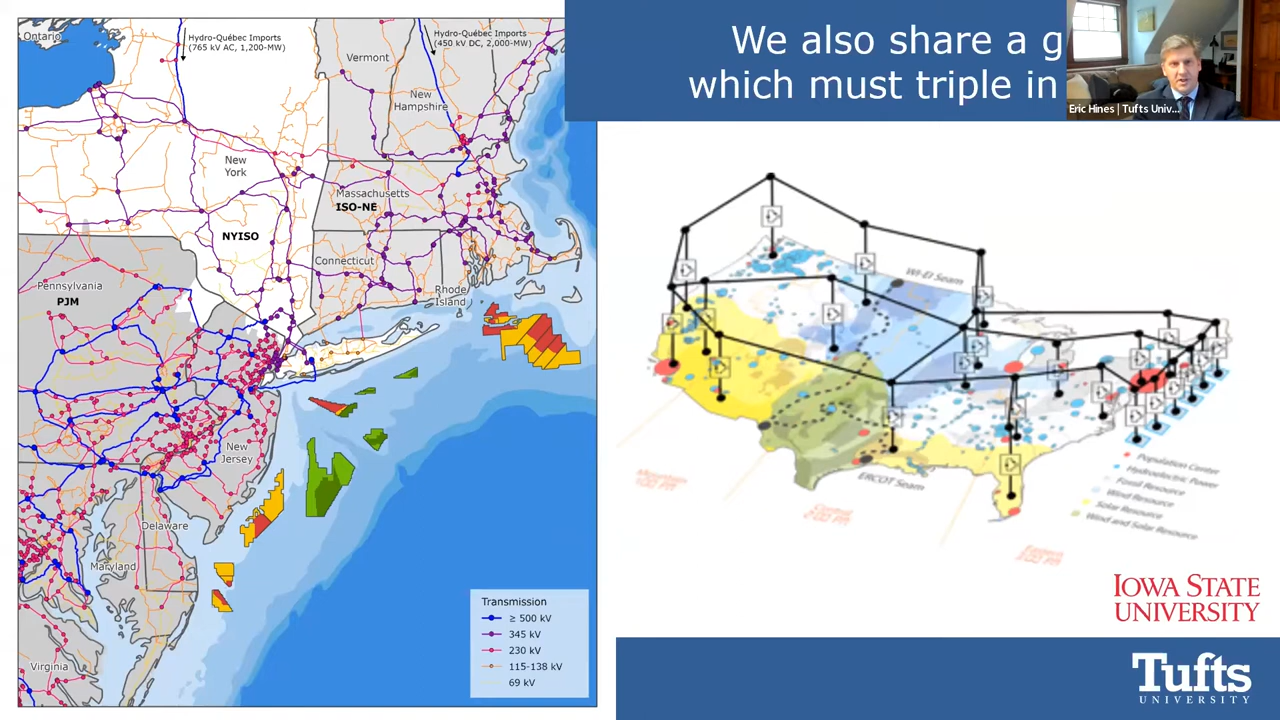 We also share a g
which must triple in
Eric Hines | Tufts Univ...
Ontario
Hydro-Québec Imports
(765 kV AC, 1,200-MW)
Hydro-Québec Imports
(450 kV DC, 2,000-MW)
Vermont
New
Hampshire
New
York
Massachusetts
ISO-NE
NYISO
Connecticut
Rhode
Island
Pennsylvania
PJM
New
Jersey
Delaware
Maryland
Virginia
Transmission
≥ 500 kV
345 kV
230 kV
115-138 kV
69 kV
WI-EI Seam
ERCOT Seam
Mountain
Central
Eastern
Population Center
Hydroelectric Power
Fossil Resource
Wind Resource
Solar Resource
Wind and Solar Resource
IOWA STATE
UNIVERSITY
Tufts
UNIVERSITY